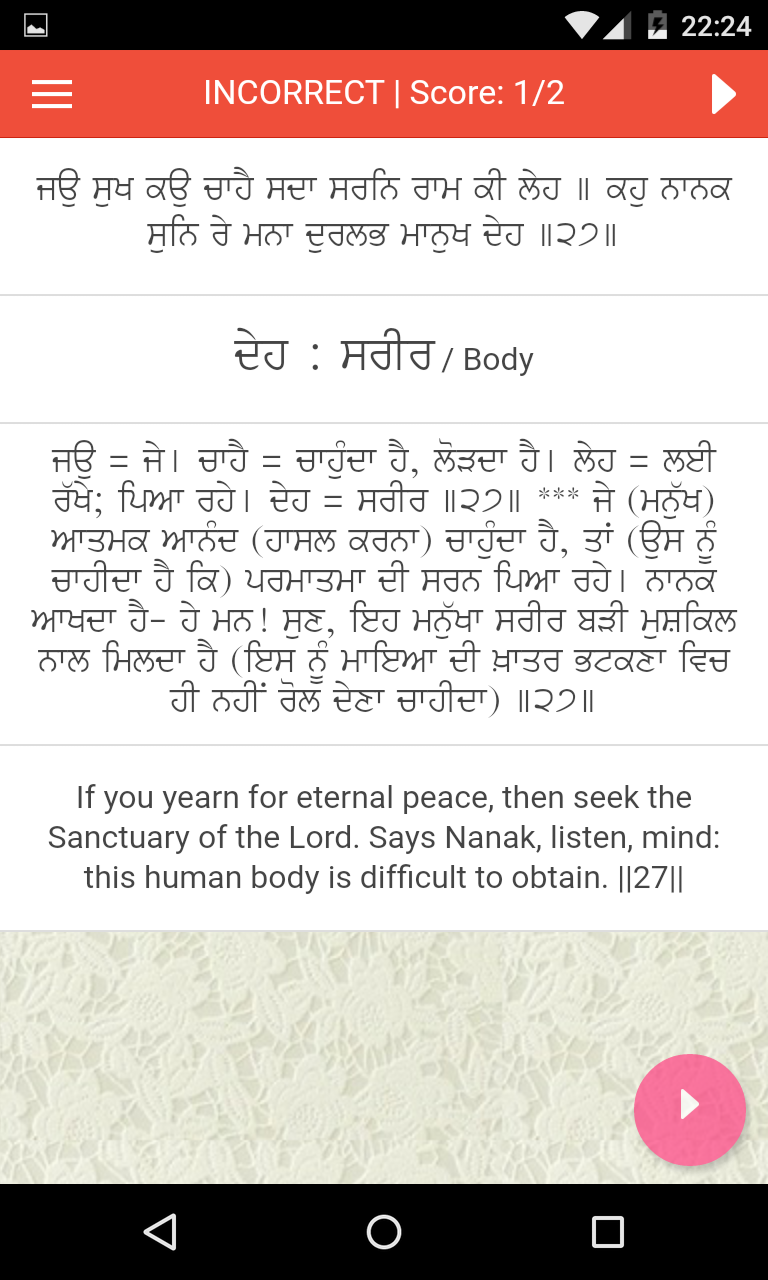 22:24
INCORRECT | Score: 1/2
ਜਉ ਸੁਖ ਕਉ ਚਾਹੈ ਸਦਾ ਸਰਨਿ ਰਾਮ ਕੀ ਲੇਹ ॥ ਕਹੁ ਨਾਨਕ
ਸੁਨਿ ਰੇ ਮਨਾ ਦੁਰਲਭ ਮਾਨੁਖ ਦੇਹ ॥੨੭॥
ਦੇਹ : ਸਰੀਰ / Body
ਜਉ = ਜੇ। ਚਾਹੈ = ਚਾਹੁੰਦਾ ਹੈ, ਲੋੜਦਾ ਹੈ। ਲੇਹ = ਲਈ
ਰੱਖੇ; ਪਿਆ ਰਹੇ। ਦੇਹ = ਸਰੀਰ ॥੨੭॥ *** ਜੇ (ਮਨੁੱਖ)
ਆਤਮਕ ਆਨੰਦ (ਹਾਸਲ ਕਰਨਾ) ਚਾਹੁੰਦਾ ਹੈ, ਤਾਂ (ਉਸ ਨੂੰ
ਚਾਹੀਦਾ ਹੈ ਕਿ) ਪਰਮਾਤਮਾ ਦੀ ਸਰਨ ਪਿਆ ਰਹੇ। ਨਾਨਕ
ਆਖਦਾ ਹੈ- ਹੇ ਮਨ! ਸੁਣ, ਇਹ ਮਨੁੱਖਾ ਸਰੀਰ ਬੜੀ ਮੁਸ਼ਕਿਲ
ਨਾਲ ਮਿਲਦਾ ਹੈ (ਇਸ ਨੂੰ ਮਾਇਆ ਦੀ ਖ਼ਾਤਰ ਭਟਕਣਾ ਵਿਚ
ਹੀ ਨਹੀਂ ਰੋਲ ਦੇਣਾ ਚਾਹੀਦਾ) ॥੨੭॥
If you yearn for eternal peace, then seek the
Sanctuary of the Lord. Says Nanak, listen, mind:
this human body is difficult to obtain. ||27||